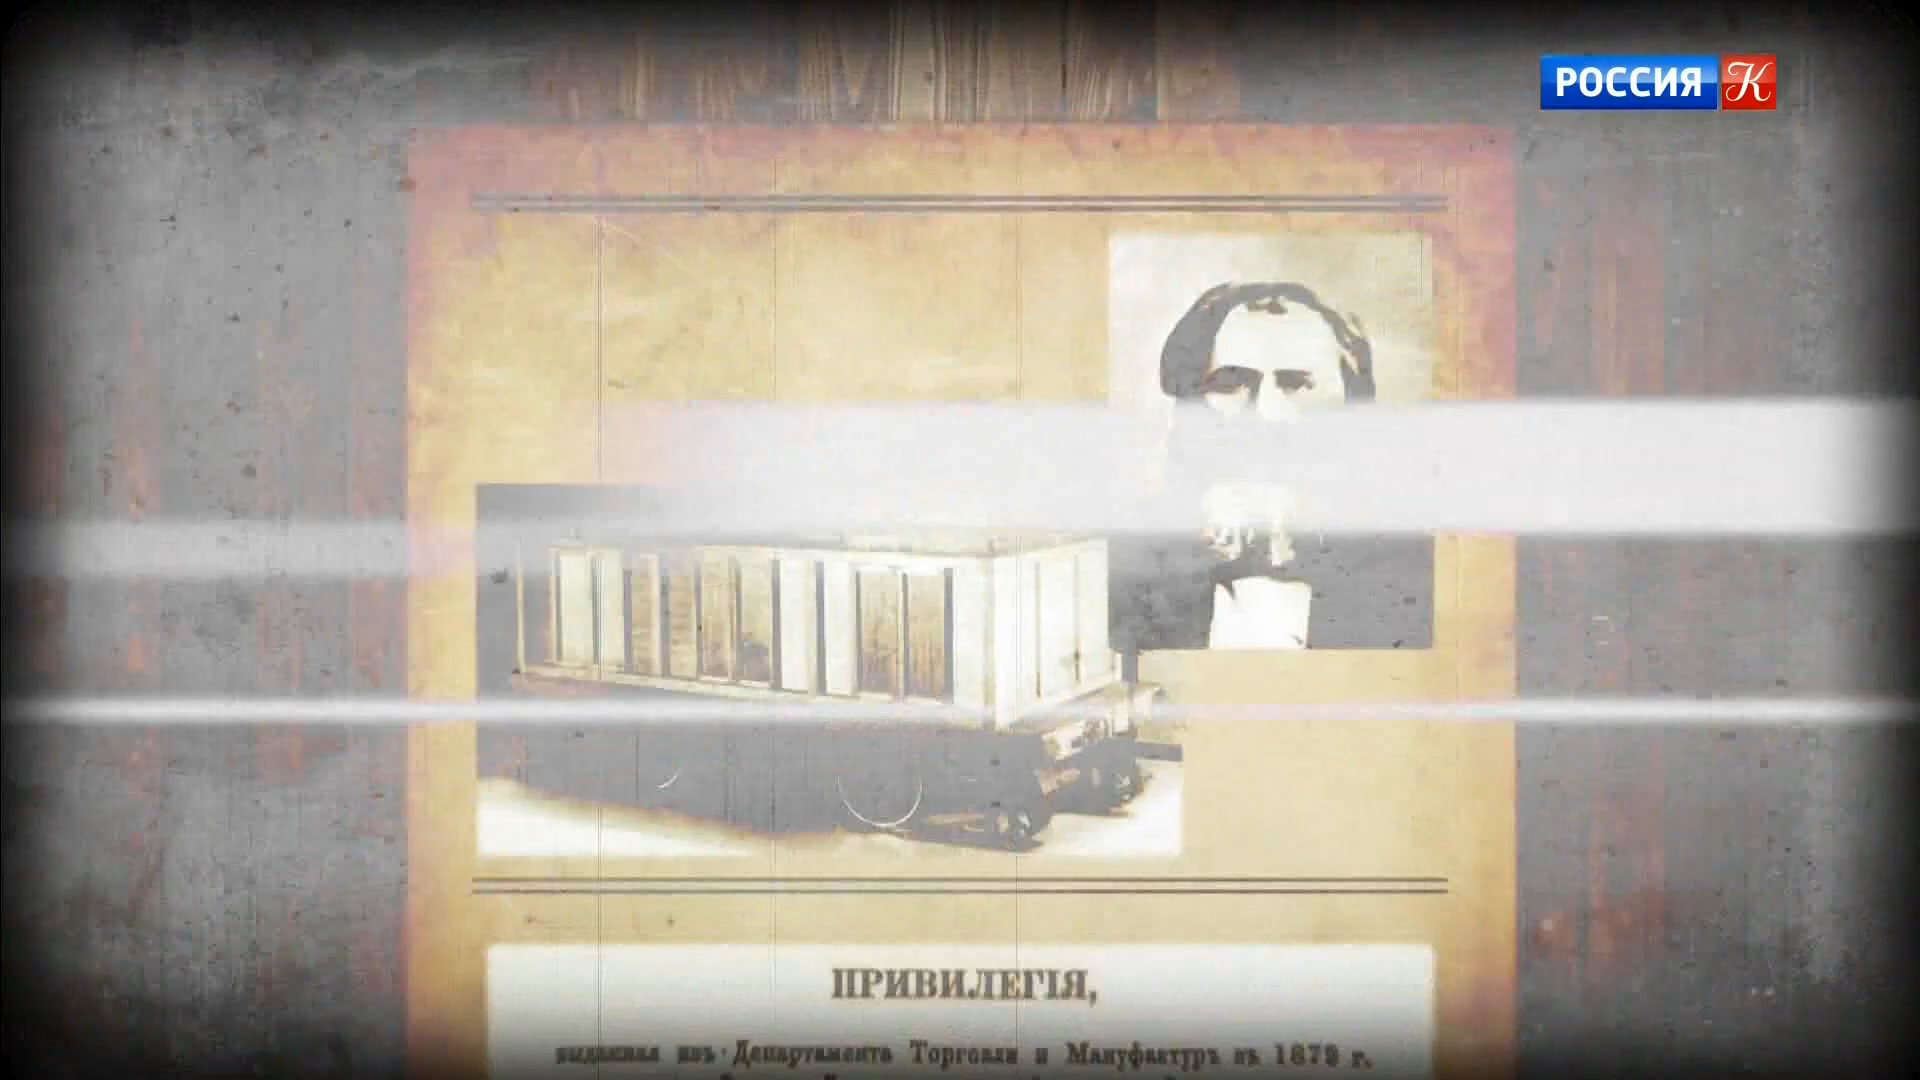 РОССИЯ К
ПРИВИЛЕГІЯ,
выданная изъ Департамента Торговли и Мануфактуръ въ 1879 г.